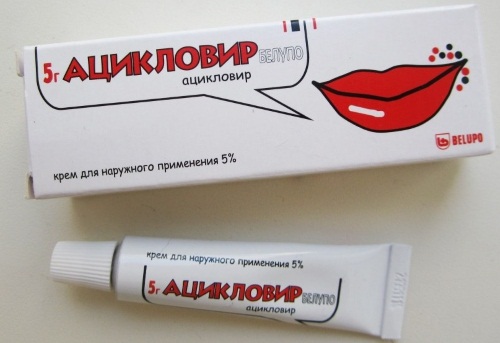 5г АЦИКЛОВИР БЕЛУПО
ацикловир
BELUPO
крем для наружного применения 5%
крем для наружного применения 5%
5г АЦИКЛОВИР БЕЛУПО
ацикловир